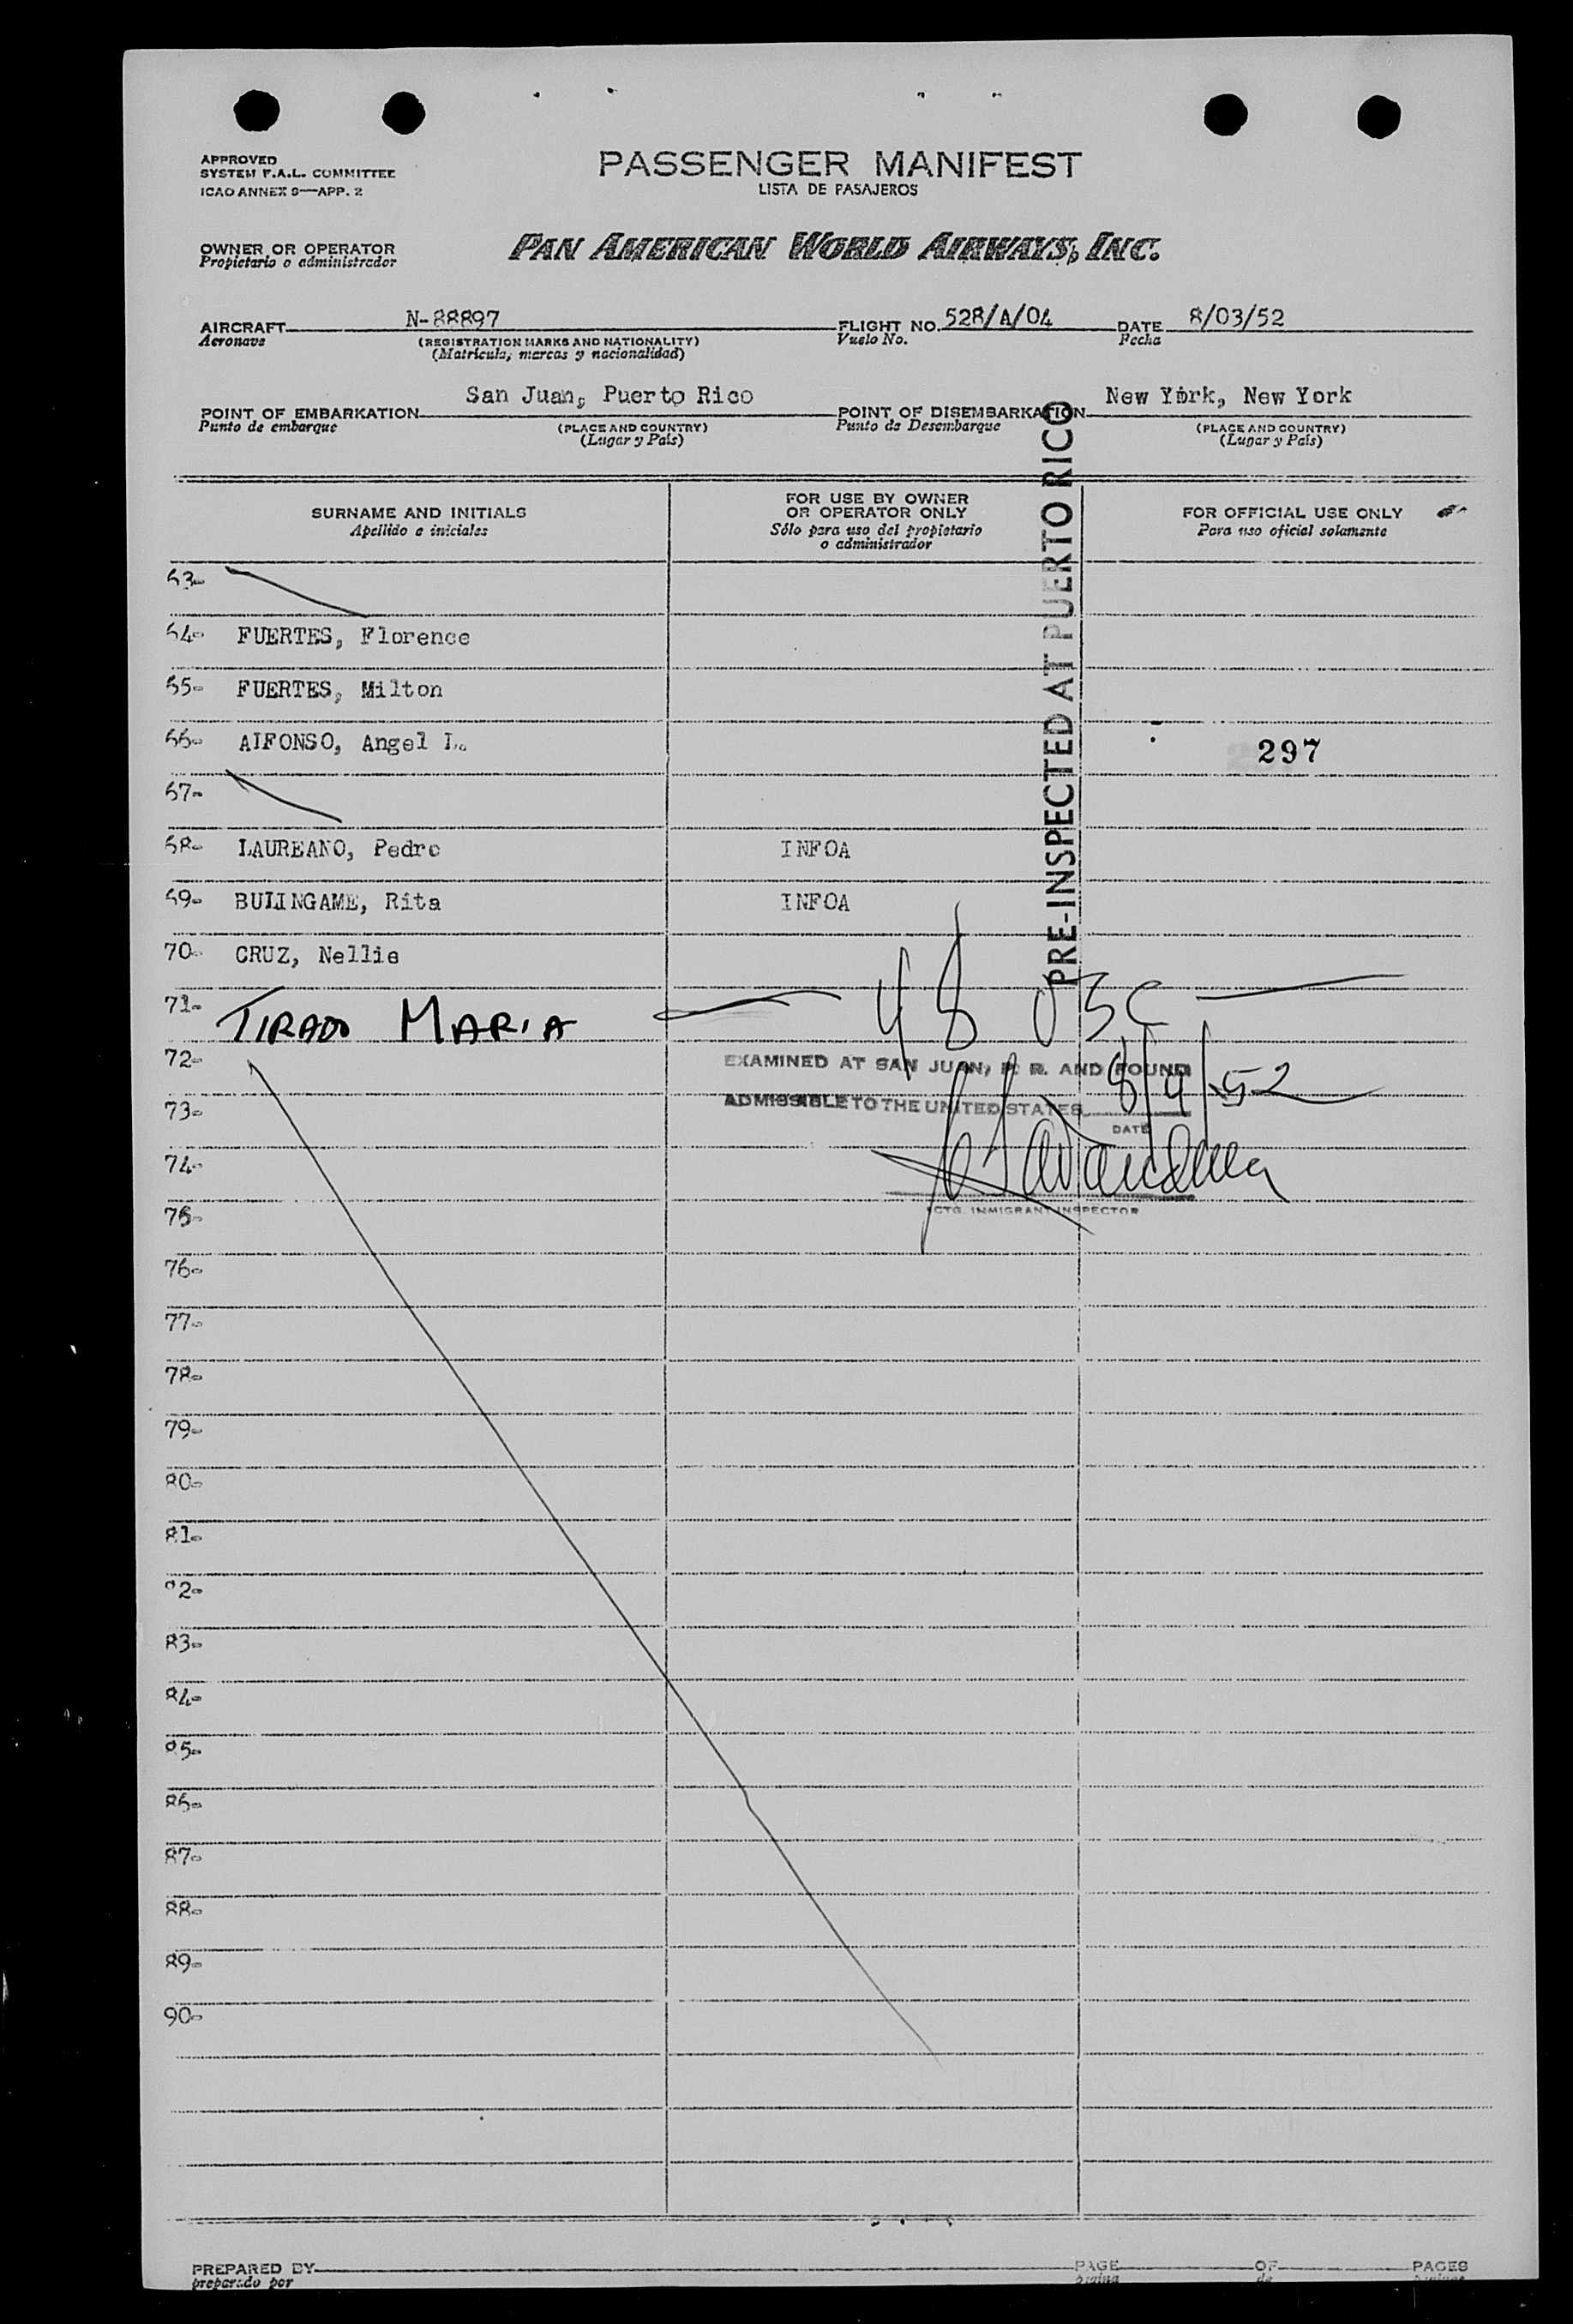 PASSENGER MANIFEST
LISTA DE PASAJEROS
APPROVED
SYSTEM F.A.L. COMMITTEE
ICAO ANNEX 9—APP. 2
OWNER OR OPERATOR
Propietario o administrador
PAN AMERICAN WORLD AIRWAYS, INC.
AIRCRAFT N-88897 FLIGHT NO. 528/A/04 DATE 8/03/52
Aeronave (REGISTRATION MARKS AND NATIONALITY) Vuelo No. Fecha
(Matrícula, marcas y nacionalidad)
POINT OF EMBARKATION San Juan, Puerto Rico POINT OF DISEMBARKATION New York, New York
Punto de embarque (PLACE AND COUNTRY) Punto de Desembarque (PLACE AND COUNTRY)
(Lugar y País) (Lugar y País)
SURNAME AND INITIALS
Apellido e iniciales
FOR USE BY OWNER
OR OPERATOR ONLY
Sólo para uso del propietario
o administrador
FOR OFFICIAL USE ONLY
Para uso oficial solamente
PRE-INSPECTED AT PUERTO RICO
63-
64- FUERTES, Florence
65- FUERTES, Milton
66- AIFONSO, Angel L. 297
67-
68- LAUREANO, Pedro INFOA
69- BULINGAME, Rita INFOA
70- CRUZ, Nellie
71- TIRADO MARIA 48 USC
72-
EXAMINED AT SAN JUAN, P. R. AND FOUND
73-
ADMISSIBLE TO THE UNITED STATES 8/4/52
DATE
74-
75-
ACTG. IMMIGRANT INSPECTOR
76-
77-
78-
79-
80-
81-
82-
83-
84-
85-
86-
87-
88-
89-
90-
PREPARED BY PAGE OF PAGES
preparado por página de páginas